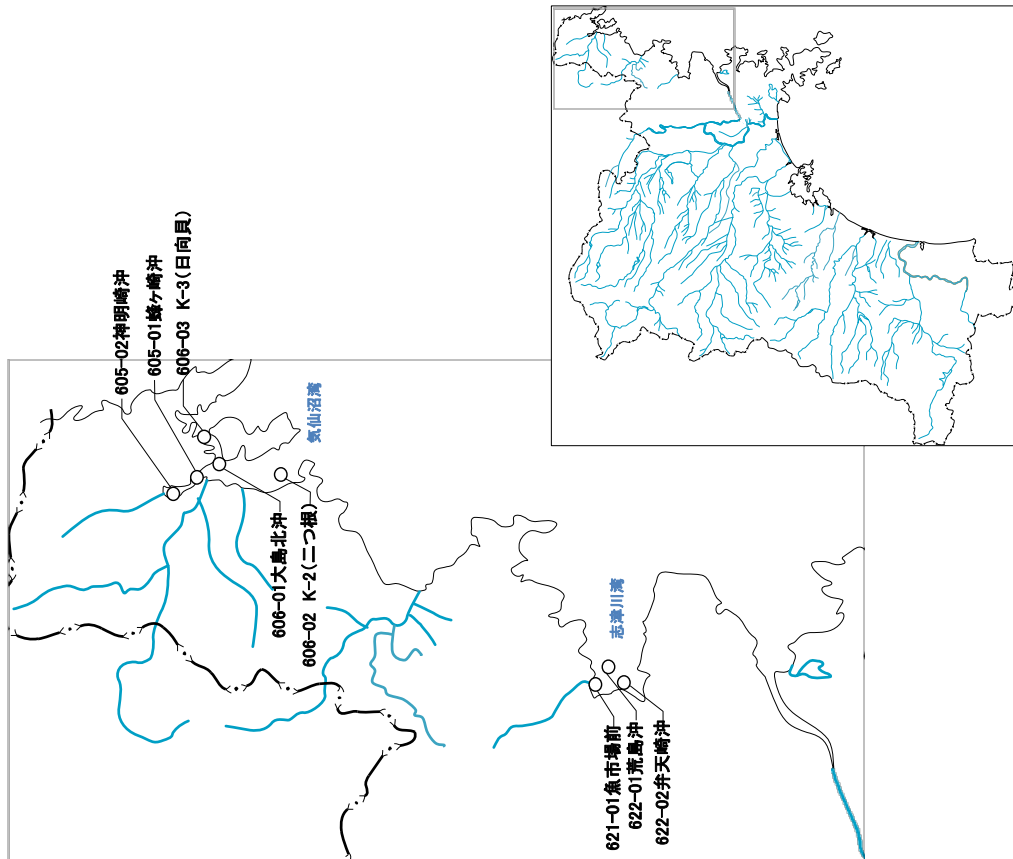 605-02神明崎沖
605-01蜂ヶ崎沖
606-03 K-3(日向貝)
気仙沼湾
606-01大島北沖
606-02 K-2(二つ根)
志津川湾
621-01魚市場前
622-01荒島沖
622-02弁天崎沖